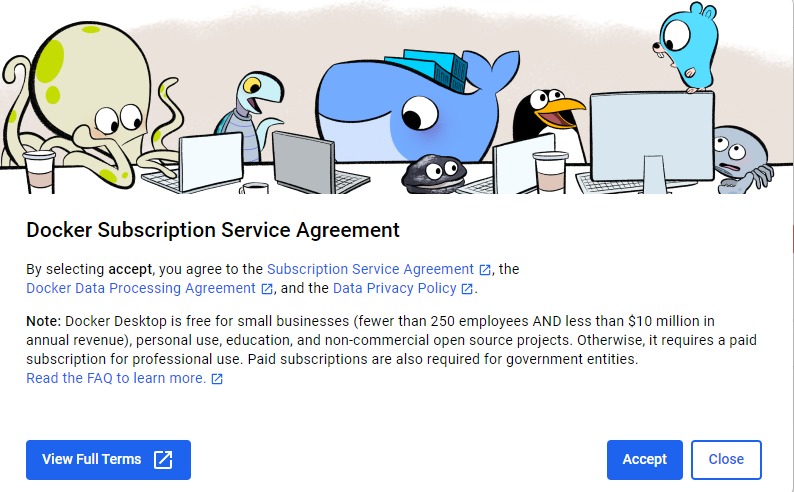 Docker Subscription Service Agreement
By selecting accept, you agree to the Subscription Service Agreement, the
Docker Data Processing Agreement, and the Data Privacy Policy.
Note: Docker Desktop is free for small businesses (fewer than 250 employees AND less than $10 million in
annual revenue), personal use, education, and non-commercial open source projects. Otherwise, it requires a paid
subscription for professional use. Paid subscriptions are also required for government entities.
Read the FAQ to learn more.
View Full Terms
Accept
Close